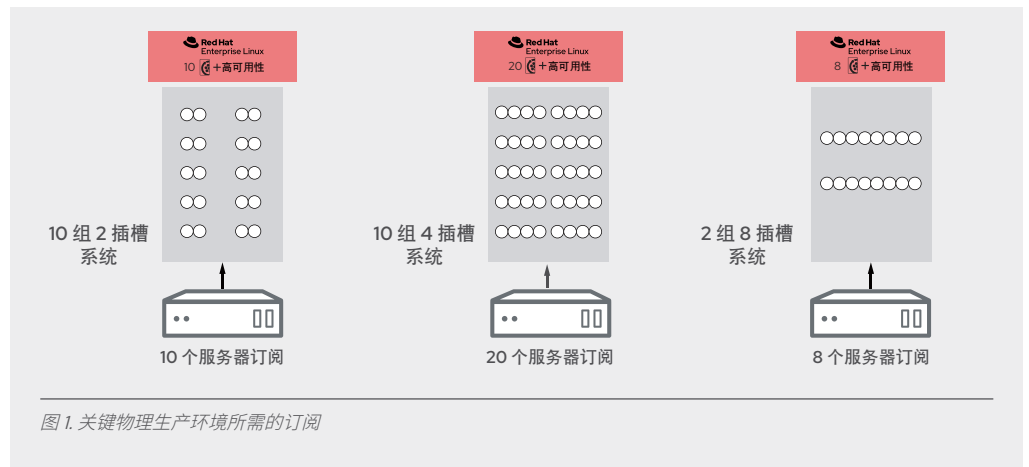 Red Hat
Enterprise Linux
10 +高可用性
10 组 2 插槽
系统
10 个服务器订阅
Red Hat
Enterprise Linux
20 +高可用性
10 组 4 插槽
系统
20 个服务器订阅
Red Hat
Enterprise Linux
8 +高可用性
2 组 8 插槽
系统
8 个服务器订阅
图 1. 关键物理生产环境所需的订阅